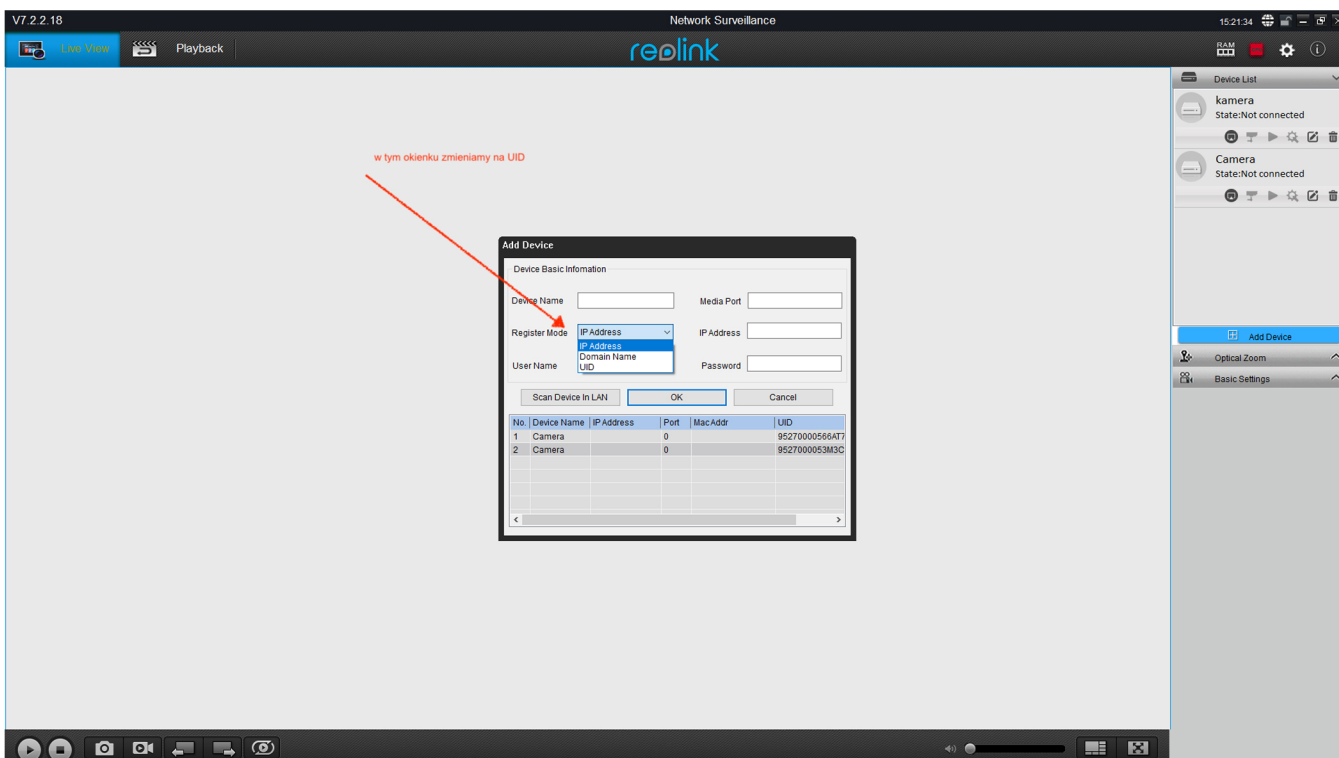 V7.2.2.18
Network Surveillance
15:21:34
Live View
Playback
reolink
RAM
Device List
kamera
State:Not connected
Camera
State:Not connected
w tym okienku zmieniamy na UID
Add Device
Device Basic Infomation
Device Name
Media Port
Register Mode
IP Address
IP Address
IP Address
Domain Name
UID
User Name
Password
Scan Device In LAN
OK
Cancel
No. Device Name IP Address Port MacAddr UID
1 Camera 0 95270000566AT7
2 Camera 0 9527000053M3C
Add Device
Optical Zoom
Basic Settings